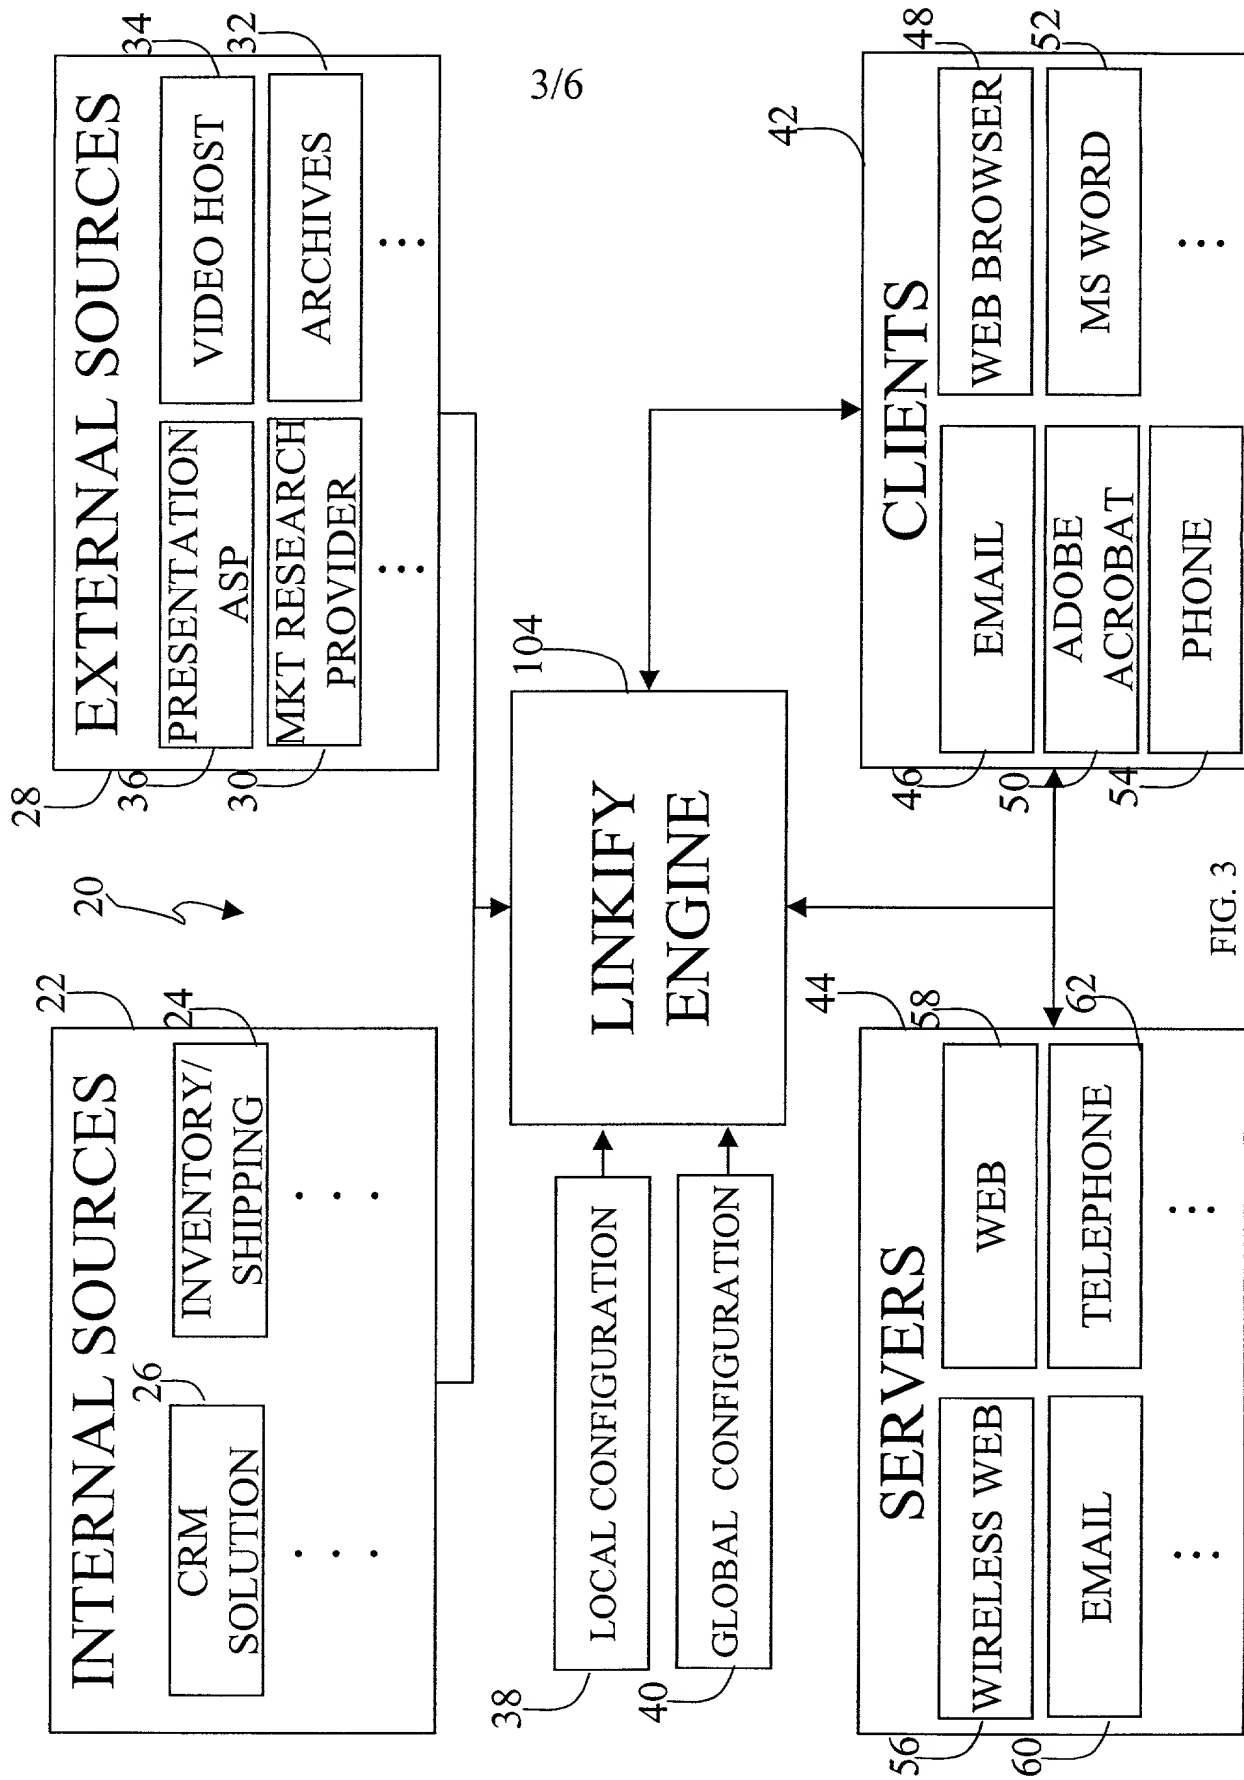 3/6
20
22
INTERNAL SOURCES
26
CRM
SOLUTION
. . .
24
INVENTORY/
SHIPPING
. . .
28
EXTERNAL SOURCES
36
PRESENTATION
ASP
34
VIDEO HOST
30
MKT RESEARCH
PROVIDER
...
32
ARCHIVES
...
38
LOCAL CONFIGURATION
40
GLOBAL CONFIGURATION
104
LINKIFY
ENGINE
44
SERVERS
56
WIRELESS WEB
58
WEB
60
EMAIL
...
62
TELEPHONE
...
42
CLIENTS
46
EMAIL
48
WEB BROWSER
50
ADOBE
ACROBAT
52
MS WORD
...
54
PHONE
FIG. 3